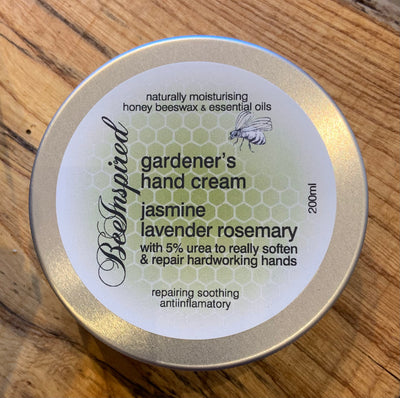 naturally moisturising
honey beeswax & essential oils
BeeInspired
gardener's
hand cream
jasmine
lavender rosemary
with 5% urea to really soften
& repair hardworking hands
200ml
repairing soothing
antiinflamatory